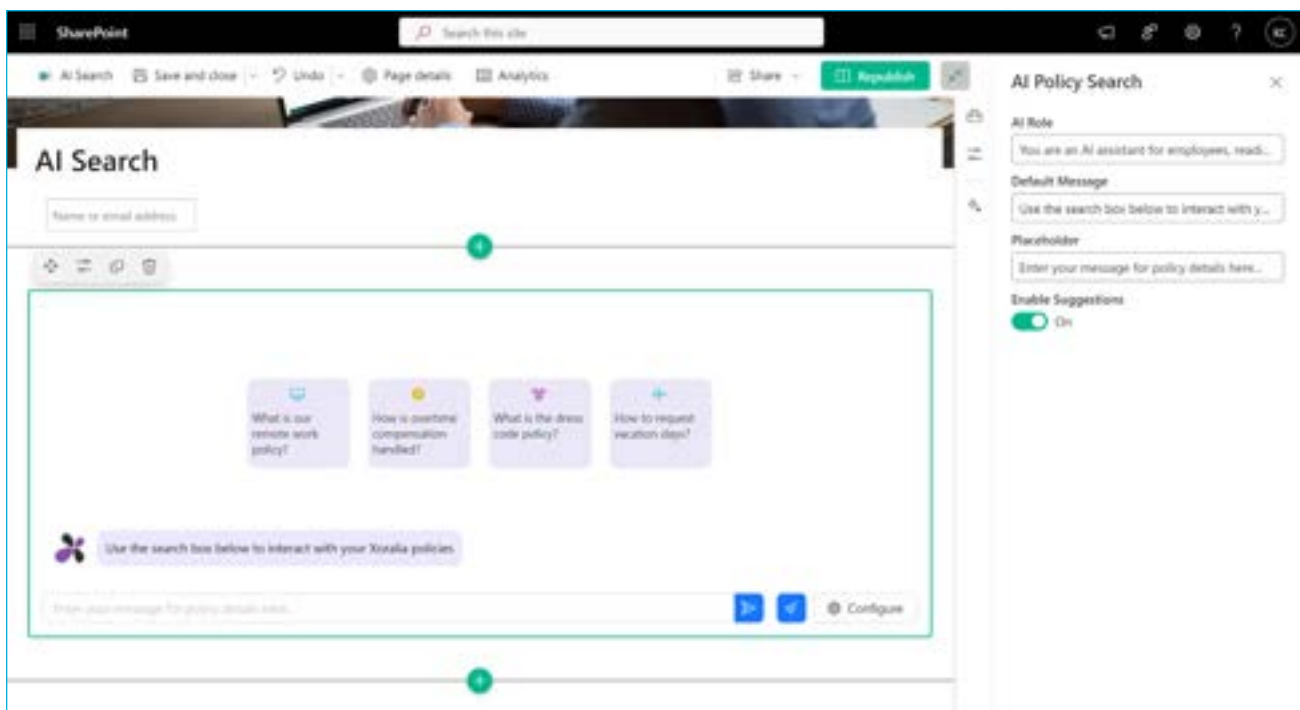 SharePoint
Search this site
?
KC
AI Search
Save and close
Undo
Page details
Analytics
Share
Republish
AI Search
Name or email address
What is our
remote work
policy?
How is overtime
compensation
handled?
What is the dress
code policy?
How to request
vacation days?
Use the search box below to interact with your Xoralia policies
Enter your message for policy details here...
Configure
AI Policy Search
AI Role
You are an AI assistant for employees, readi...
Default Message
Use the search box below to interact with y...
Placeholder
Enter your message for policy details here...
Enable Suggestions
On